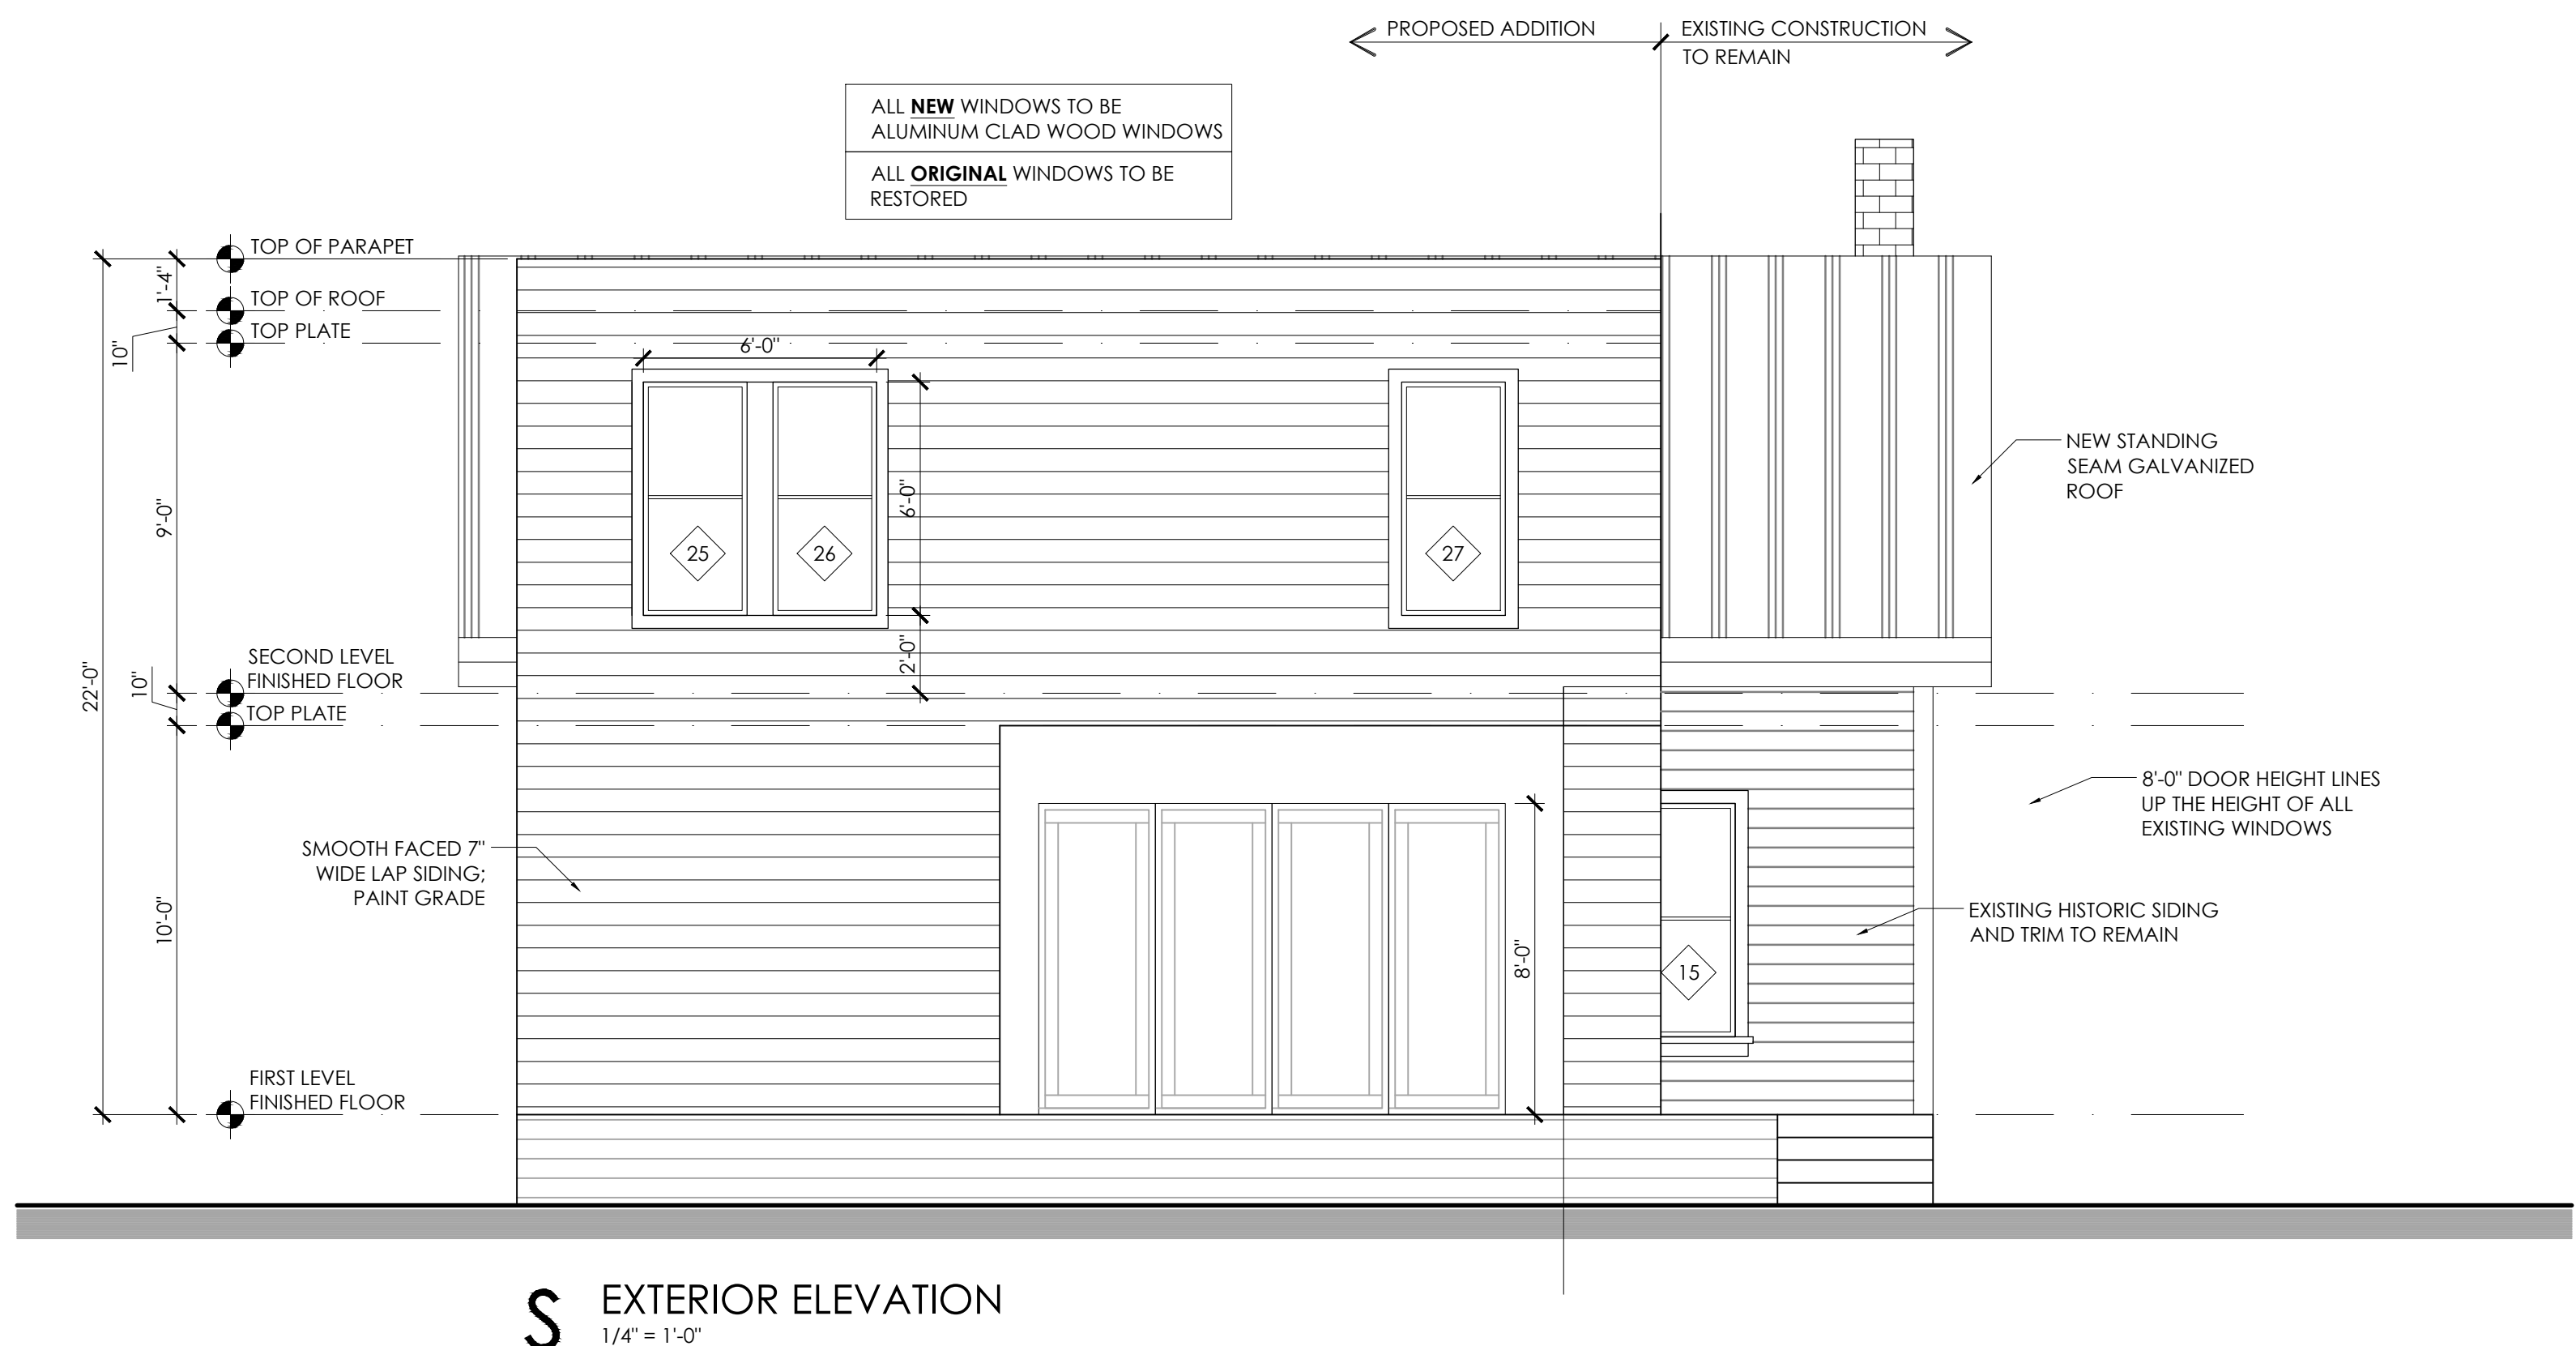 PROPOSED ADDITION
EXISTING CONSTRUCTION
TO REMAIN
ALL NEW WINDOWS TO BE
ALUMINUM CLAD WOOD WINDOWS
ALL ORIGINAL WINDOWS TO BE
RESTORED
TOP OF PARAPET
1'-4"
TOP OF ROOF
TOP PLATE
10"
6'-0"
9'-0"
6'-0"
25
26
27
NEW STANDING
SEAM GALVANIZED
ROOF
2'-0"
SECOND LEVEL
FINISHED FLOOR
22'-0"
10"
TOP PLATE
8'-0" DOOR HEIGHT LINES
UP THE HEIGHT OF ALL
EXISTING WINDOWS
SMOOTH FACED 7"
WIDE LAP SIDING;
PAINT GRADE
10'-0"
8'-0"
EXISTING HISTORIC SIDING
AND TRIM TO REMAIN
15
FIRST LEVEL
FINISHED FLOOR
S
EXTERIOR ELEVATION
1/4" = 1'-0"